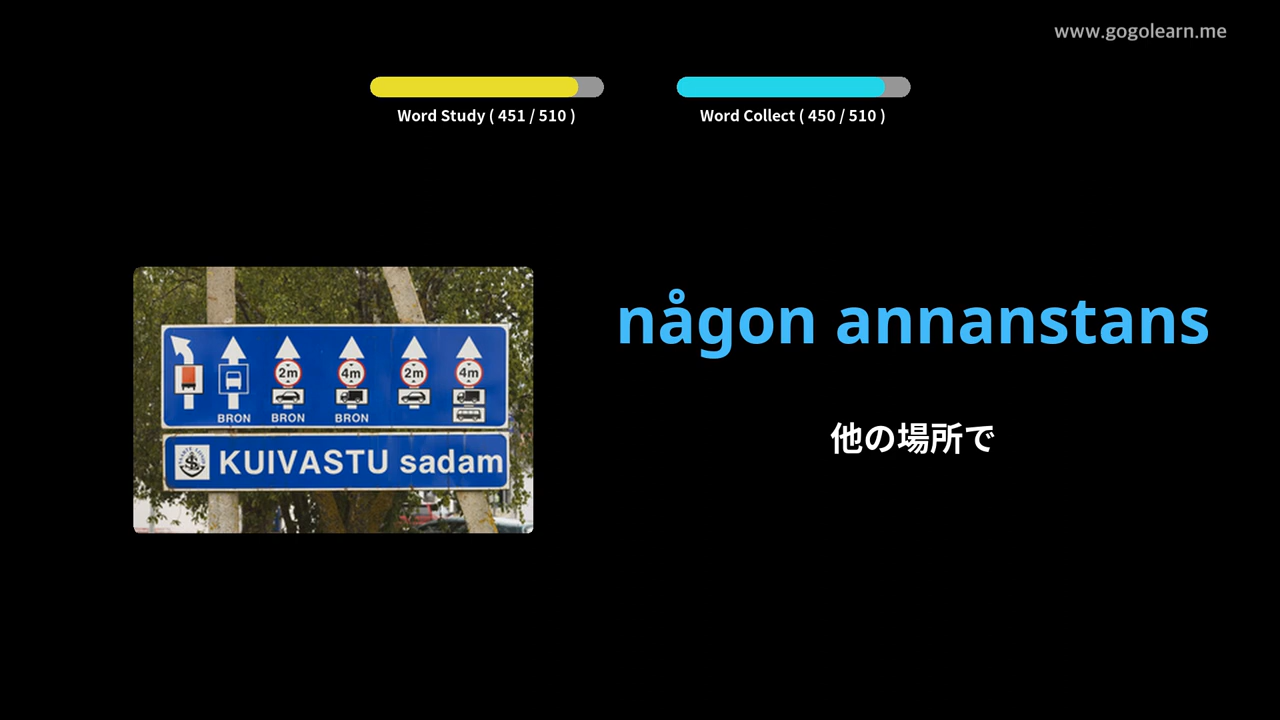 www.gogolearn.me
Word Study ( 451 / 510 )
Word Collect ( 450 / 510 )
någon annanstans
他の場所で
2m
4m
2m
4m
BRON
BRON
BRON
KUIVASTU sadam